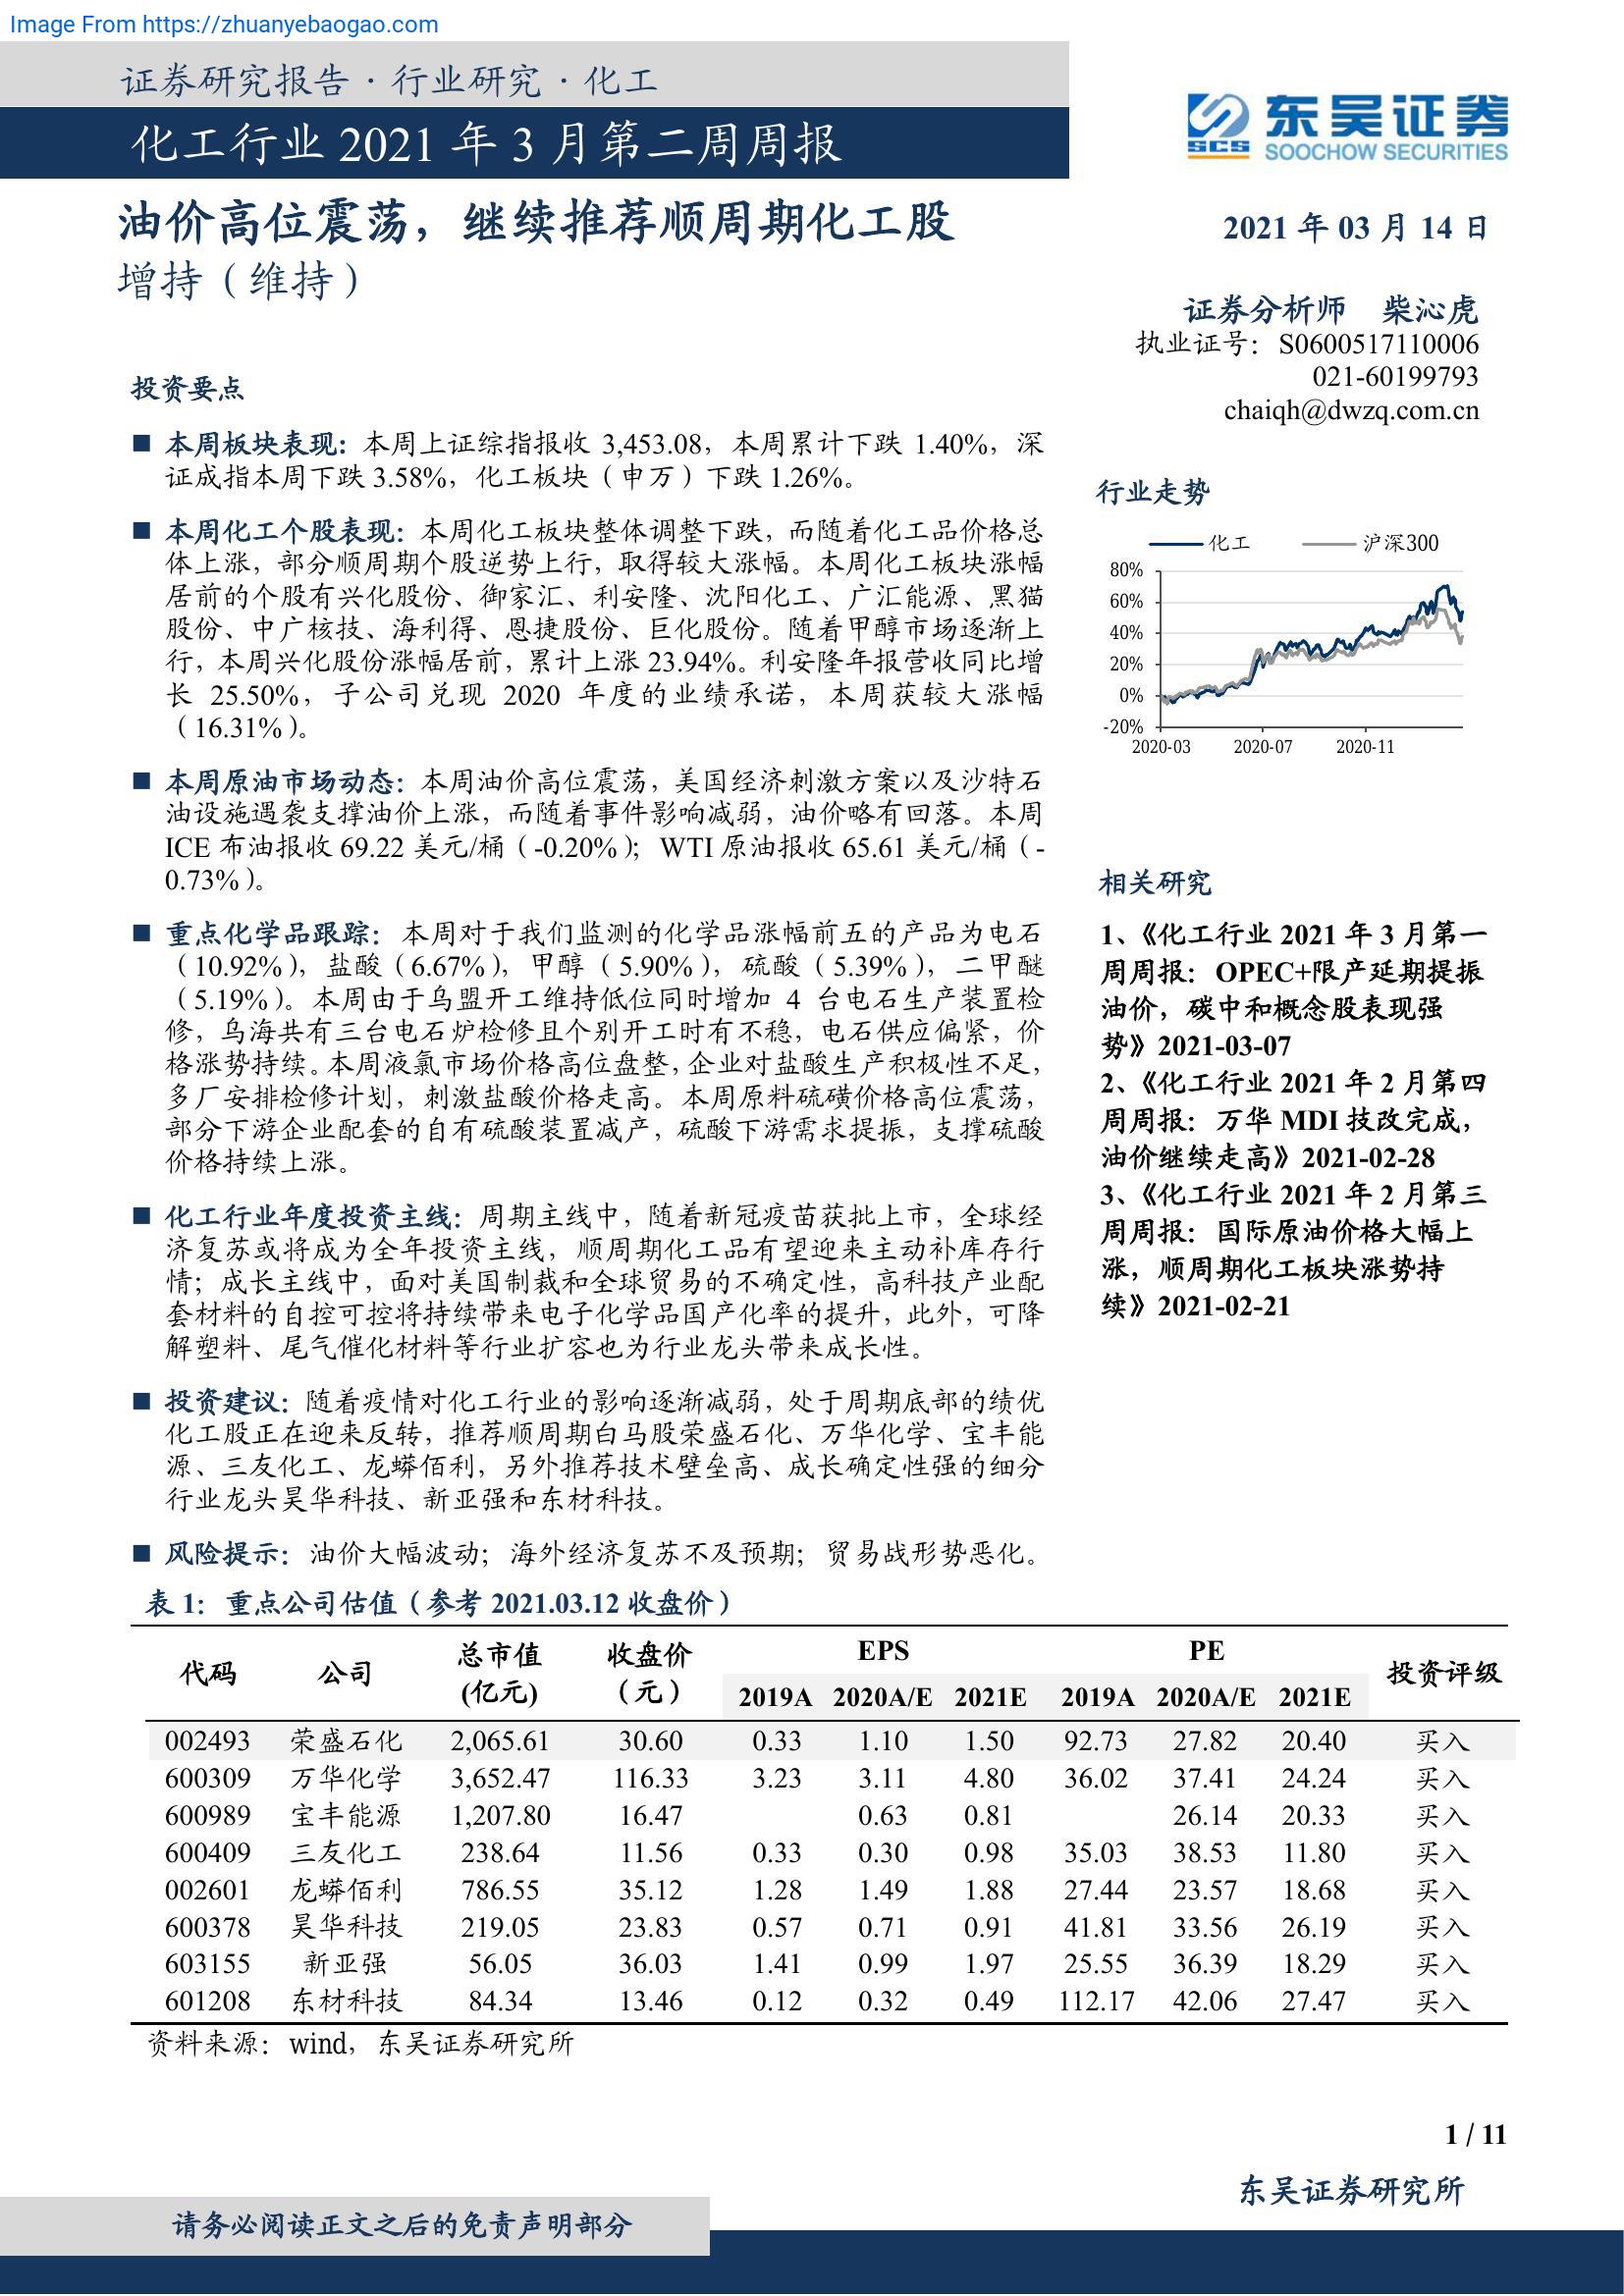 Image From https://zhuanyebaogao.com
证券研究报告·行业研究·化工
化工行业 2021 年 3 月第二周周报
油价高位震荡，继续推荐顺周期化工股
增持（维持）
投资要点
■ 本周板块表现：本周上证综指报收 3,453.08，本周累计下跌 1.40%，深
证成指本周下跌 3.58%，化工板块（申万）下跌 1.26%。
■ 本周化工个股表现：本周化工板块整体调整下跌，而随着化工品价格总
体上涨，部分顺周期个股逆势上行，取得较大涨幅。本周化工板块涨幅
居前的个股有兴化股份、御家汇、利安隆、沈阳化工、广汇能源、黑猫
股份、中广核技、海利得、恩捷股份、巨化股份。随着甲醇市场逐渐上
行，本周兴化股份涨幅居前，累计上涨 23.94%。利安隆年报营收同比增
长 25.50%，子公司兑现 2020 年度的业绩承诺，本周获较大涨幅
（16.31%）。
■ 本周原油市场动态：本周油价高位震荡，美国经济刺激方案以及沙特石
油设施遇袭支撑油价上涨，而随着事件影响减弱，油价略有回落。本周
ICE 布油报收 69.22 美元/桶（-0.20%）；WTI 原油报收 65.61 美元/桶（-
0.73%）。
■ 重点化学品跟踪：本周对于我们监测的化学品涨幅前五的产品为电石
（10.92%），盐酸（6.67%），甲醇（5.90%），硫酸（5.39%），二甲醚
（5.19%）。本周由于乌盟开工维持低位同时增加 4 台电石生产装置检
修，乌海共有三台电石炉检修且个别开工时有不稳，电石供应偏紧，价
格涨势持续。本周液氯市场价格高位盘整，企业对盐酸生产积极性不足，
多厂安排检修计划，刺激盐酸价格走高。本周原料硫磺价格高位震荡，
部分下游企业配套的自有硫酸装置减产，硫酸下游需求提振，支撑硫酸
价格持续上涨。
■ 化工行业年度投资主线：周期主线中，随着新冠疫苗获批上市，全球经
济复苏或将成为全年投资主线，顺周期化工品有望迎来主动补库存行
情；成长主线中，面对美国制裁和全球贸易的不确定性，高科技产业配
套材料的自控可控将持续带来电子化学品国产化率的提升，此外，可降
解塑料、尾气催化材料等行业扩容也为行业龙头带来成长性。
■ 投资建议：随着疫情对化工行业的影响逐渐减弱，处于周期底部的绩优
化工股正在迎来反转，推荐顺周期白马股荣盛石化、万华化学、宝丰能
源、三友化工、龙蟒佰利，另外推荐技术壁垒高、成长确定性强的细分
行业龙头昊华科技、新亚强和东材科技。
■ 风险提示：油价大幅波动；海外经济复苏不及预期；贸易战形势恶化。
SCS 东吴证券
SOOCHOW SECURITIES
2021 年 03 月 14 日
证券分析师 柴沁虎
执业证号：S0600517110006
021-60199793
chaiqh@dwzq.com.cn
行业走势
化工 沪深300
80%
60%
40%
20%
0%
-20%
2020-03 2020-07 2020-11
相关研究
1、《化工行业 2021 年 3 月第一
周周报：OPEC+限产延期提振
油价，碳中和概念股表现强
势》2021-03-07
2、《化工行业 2021 年 2 月第四
周周报：万华 MDI 技改完成，
油价继续走高》2021-02-28
3、《化工行业 2021 年 2 月第三
周周报：国际原油价格大幅上
涨，顺周期化工板块涨势持
续》2021-02-21
表 1：重点公司估值（参考 2021.03.12 收盘价）
代码 公司 总市值(亿元) 收盘价（元） EPS PE 投资评级
2019A 2020A/E 2021E 2019A 2020A/E 2021E
002493 荣盛石化 2,065.61 30.60 0.33 1.10 1.50 92.73 27.82 20.40 买入
600309 万华化学 3,652.47 116.33 3.23 3.11 4.80 36.02 37.41 24.24 买入
600989 宝丰能源 1,207.80 16.47 0.63 0.81 26.14 20.33 买入
600409 三友化工 238.64 11.56 0.33 0.30 0.98 35.03 38.53 11.80 买入
002601 龙蟒佰利 786.55 35.12 1.28 1.49 1.88 27.44 23.57 18.68 买入
600378 昊华科技 219.05 23.83 0.57 0.71 0.91 41.81 33.56 26.19 买入
603155 新亚强 56.05 36.03 1.41 0.99 1.97 25.55 36.39 18.29 买入
601208 东材科技 84.34 13.46 0.12 0.32 0.49 112.17 42.06 27.47 买入
资料来源：wind，东吴证券研究所
1 / 11
东吴证券研究所
请务必阅读正文之后的免责声明部分